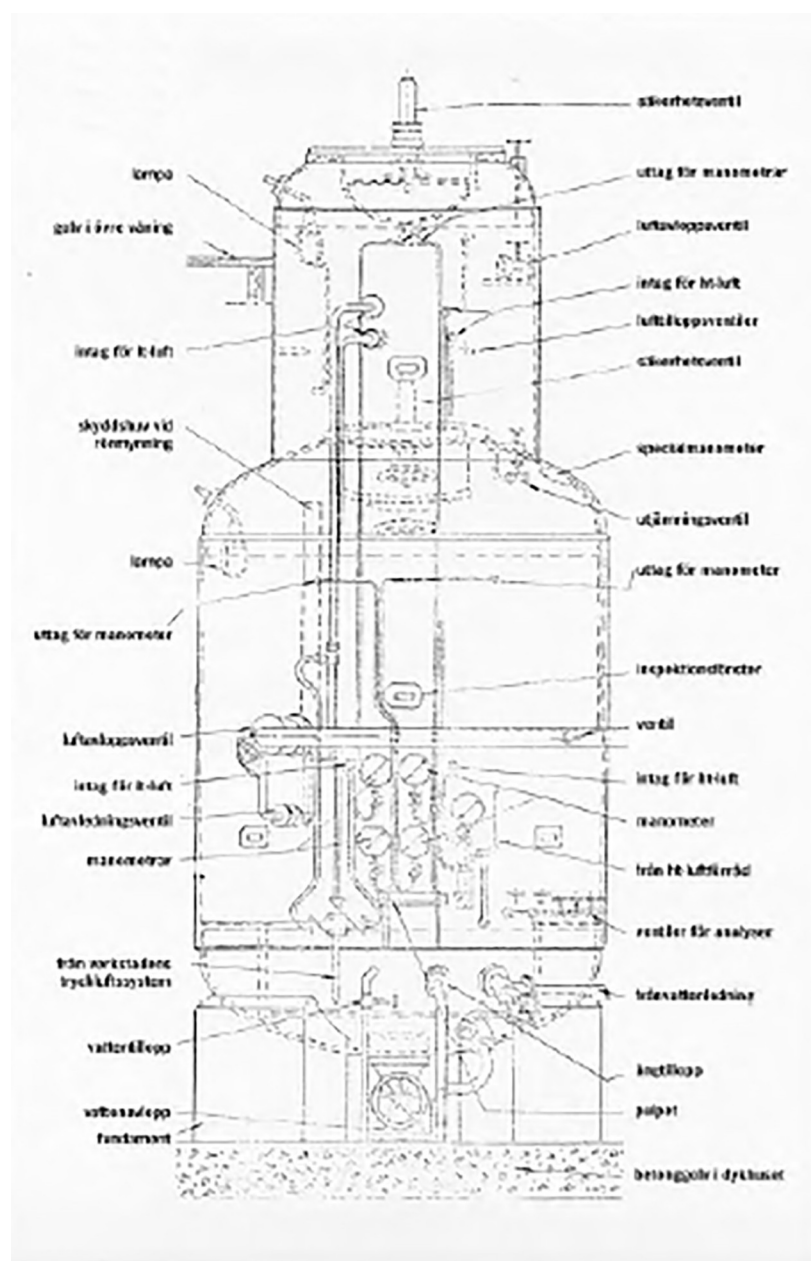 säkerhetsventil
lampa
uttag för manometrar
golv i övre våning
luftavloppsventil
intag för ht-luft
lufttilloppsventiler
intag för lt-luft
säkerhetsventil
skyddshuv vid
rörmynning
specialmanometer
utjämningsventil
lampa
uttag för manometer
uttag för manometer
inspektionsfönster
luftavloppsventil
ventil
intag för lt-luft
intag för ht-luft
luftavledningsventil
manometer
manometrar
från ht-luftförråd
ventiler för analyser
från verkstadens
tryckluftssystem
från vattenledning
vattentillopp
ångtillopp
vattenavlopp
pulpet
fundament
betonggolv i dykhuset